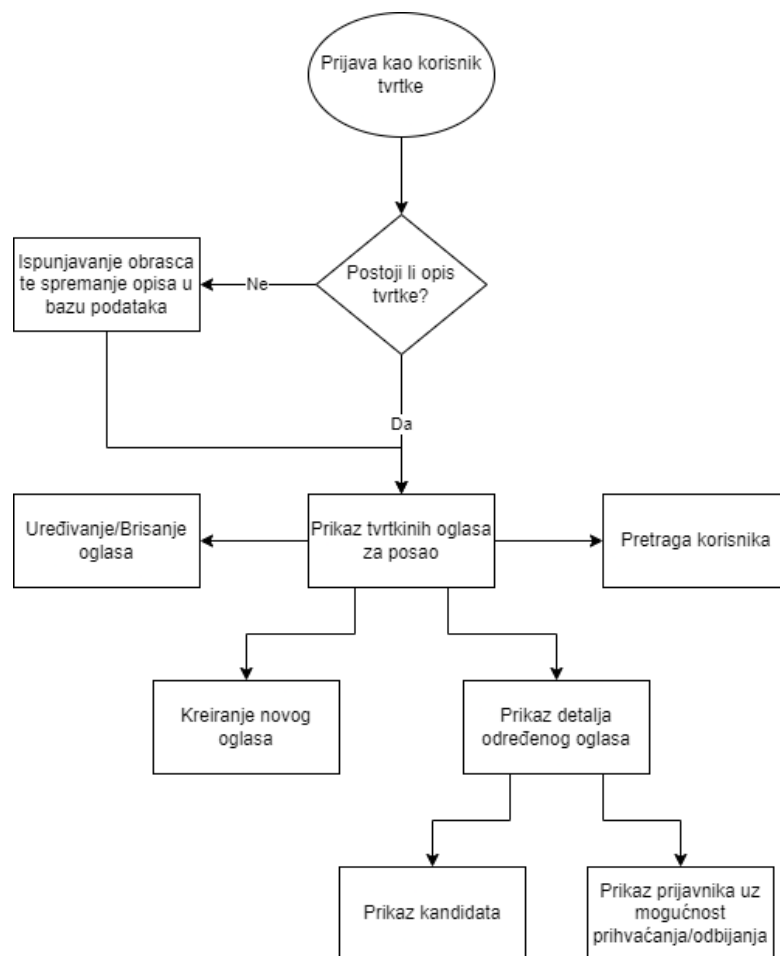 Prijava kao korisnik
tvrtke
Postoji li opis
tvrtke?
Ne
Ispunjavanje obrasca
te spremanje opisa u
bazu podataka
Da
Uređivanje/Brisanje
oglasa
Prikaz tvrtkinih oglasa
za posao
Pretraga korisnika
Kreiranje novog
oglasa
Prikaz detalja
određenog oglasa
Prikaz kandidata
Prikaz prijavnika uz
mogućnost
prihvaćanja/odbijanja